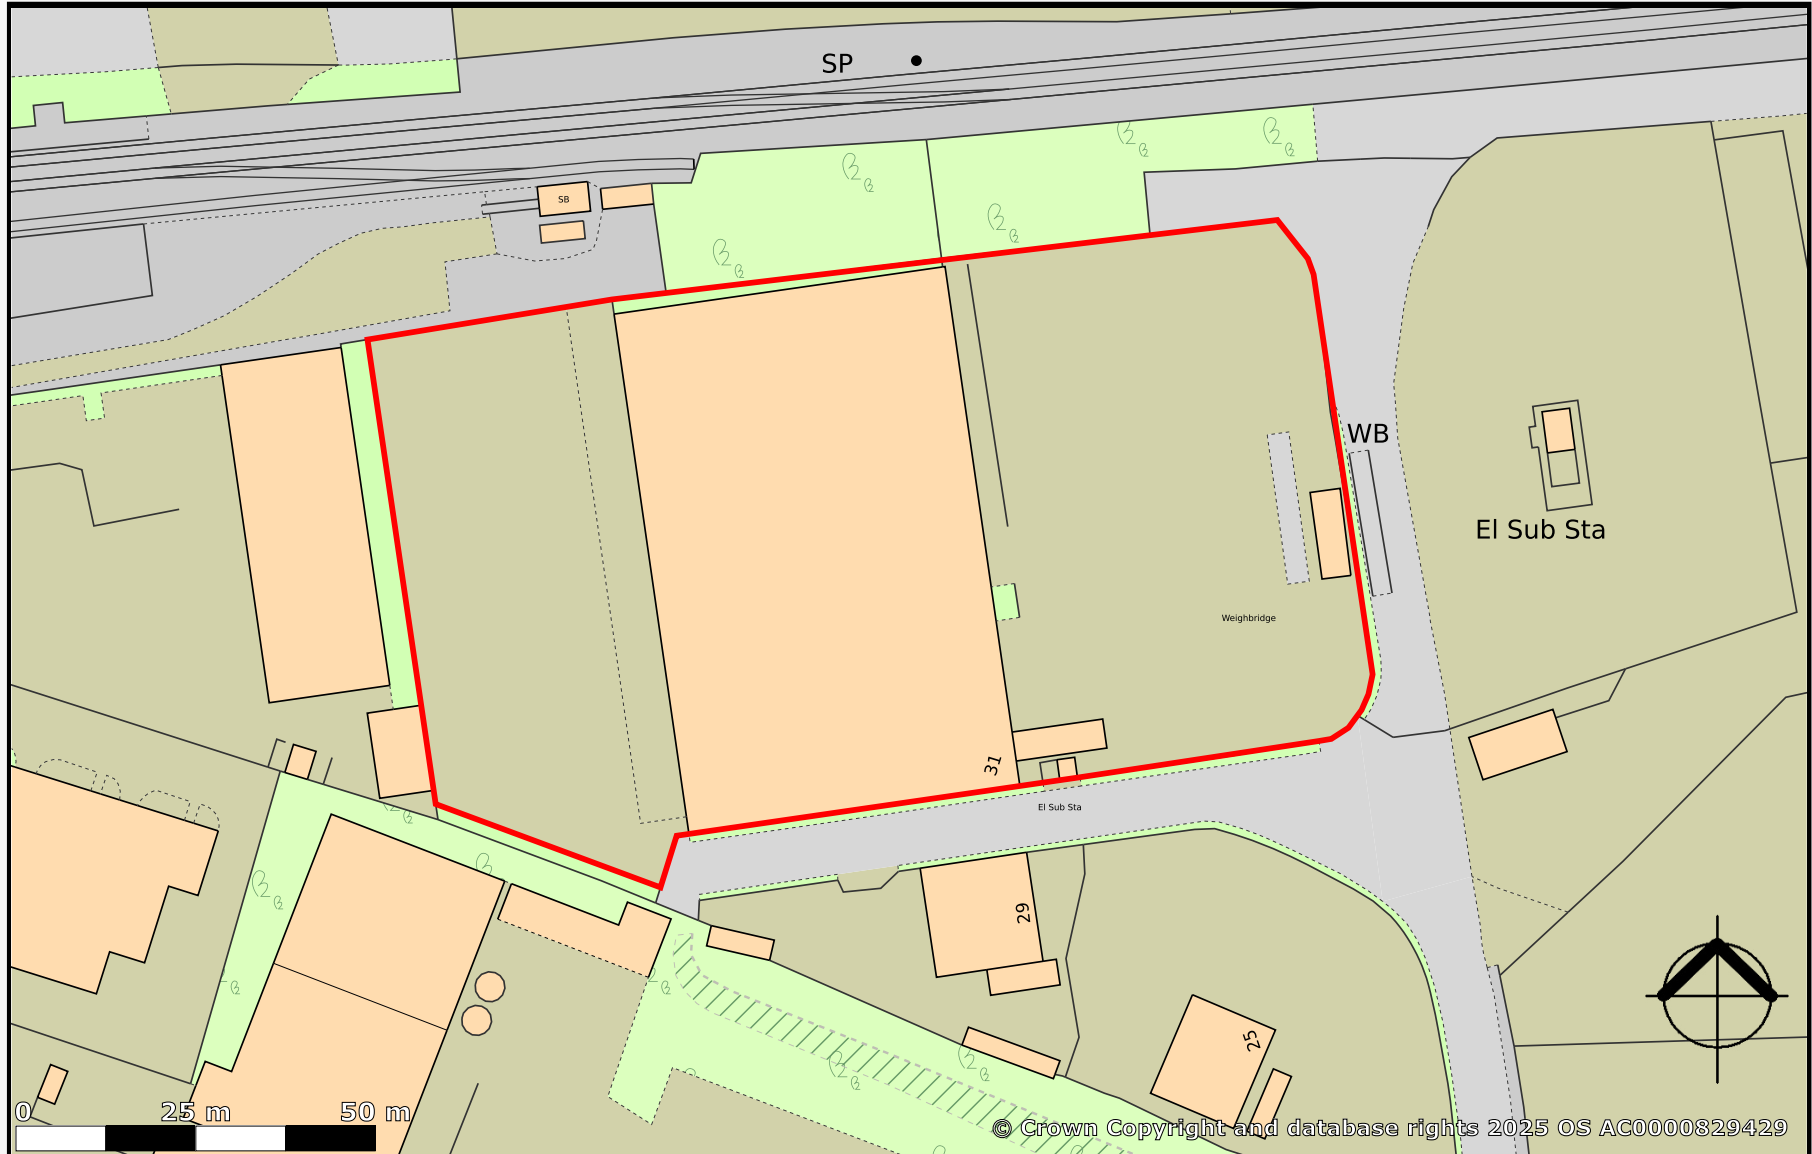 SP
SB
WB
El Sub Sta
Weighbridge
31
El Sub Sta
29
25
0 25 m 50 m
© Crown Copyright and database rights 2025 OS AC0000829429